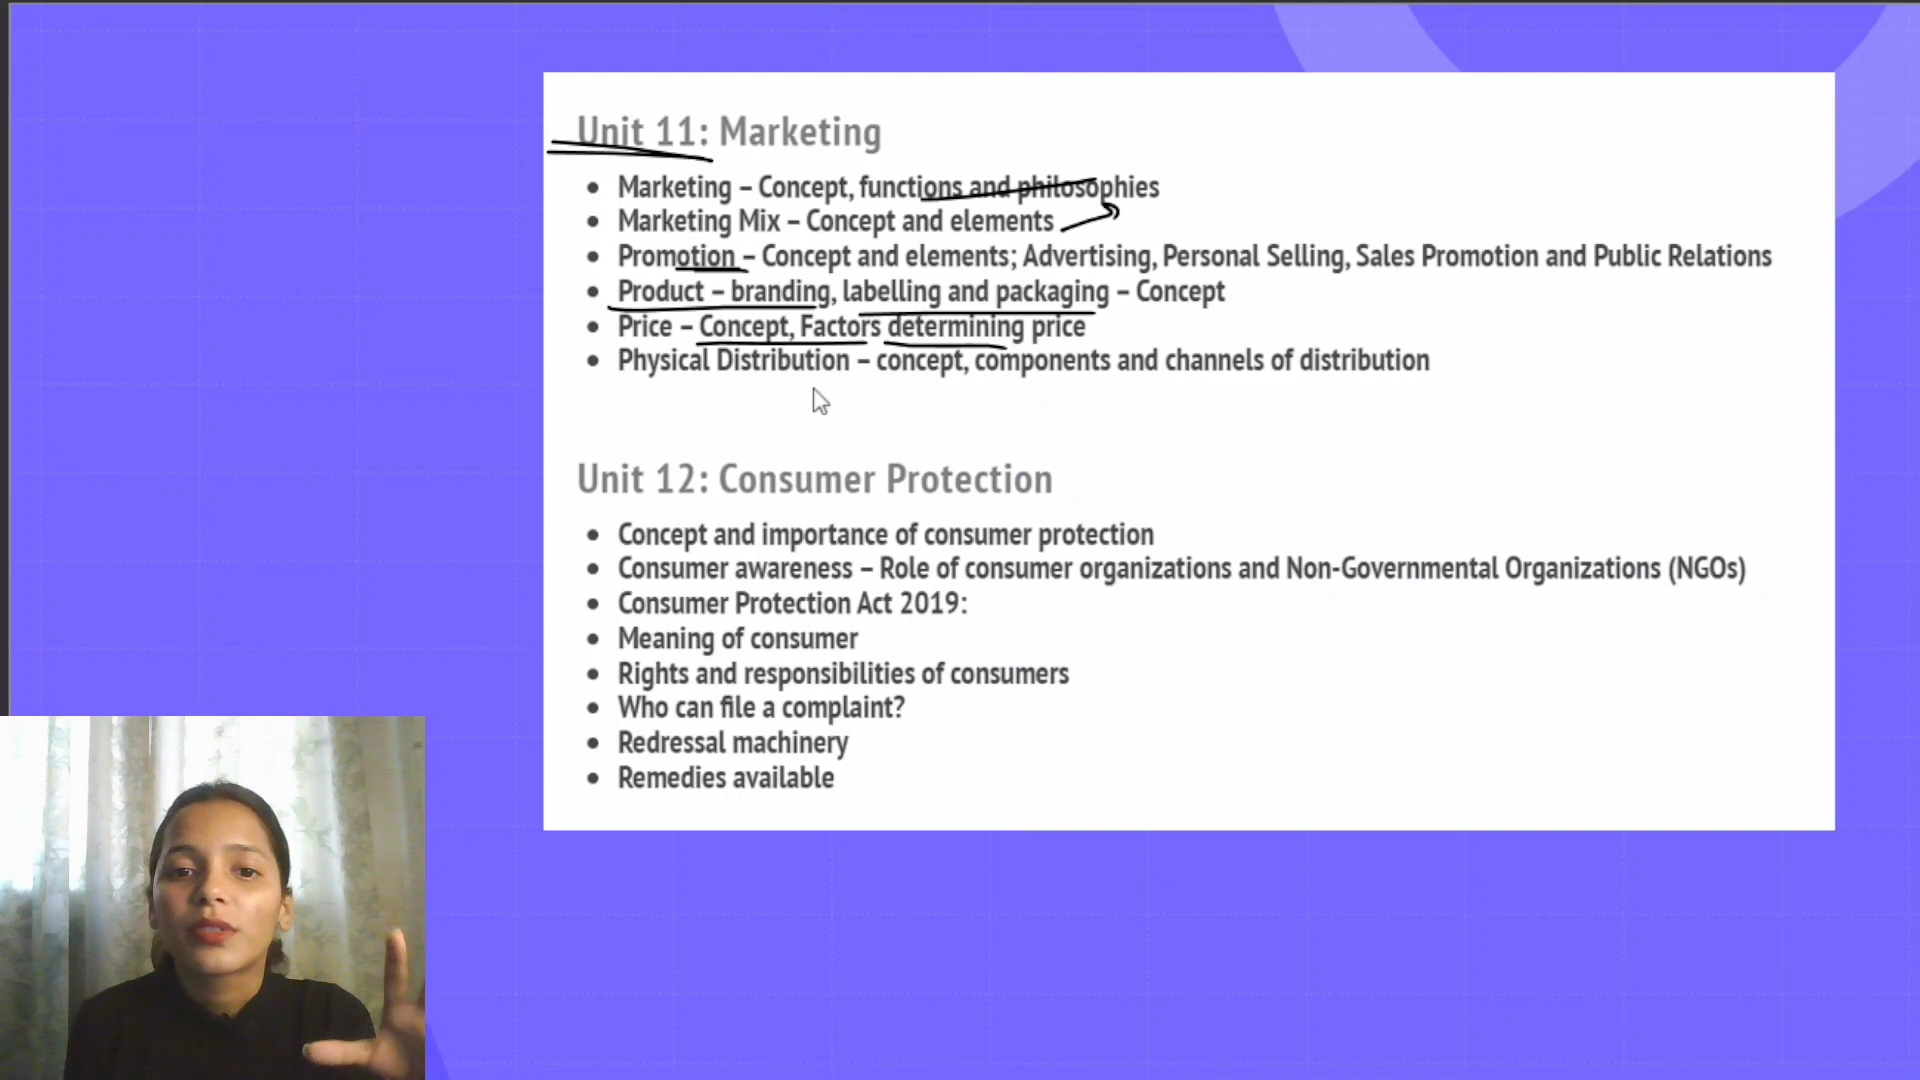 Unit 11: Marketing
Marketing – Concept, functions and philosophies
Marketing Mix – Concept and elements
Promotion – Concept and elements; Advertising, Personal Selling, Sales Promotion and Public Relations
Product – branding, labelling and packaging – Concept
Price – Concept, Factors determining price
Physical Distribution – concept, components and channels of distribution
Unit 12: Consumer Protection
Concept and importance of consumer protection
Consumer awareness – Role of consumer organizations and Non-Governmental Organizations (NGOs)
Consumer Protection Act 2019:
Meaning of consumer
Rights and responsibilities of consumers
Who can file a complaint?
Redressal machinery
Remedies available